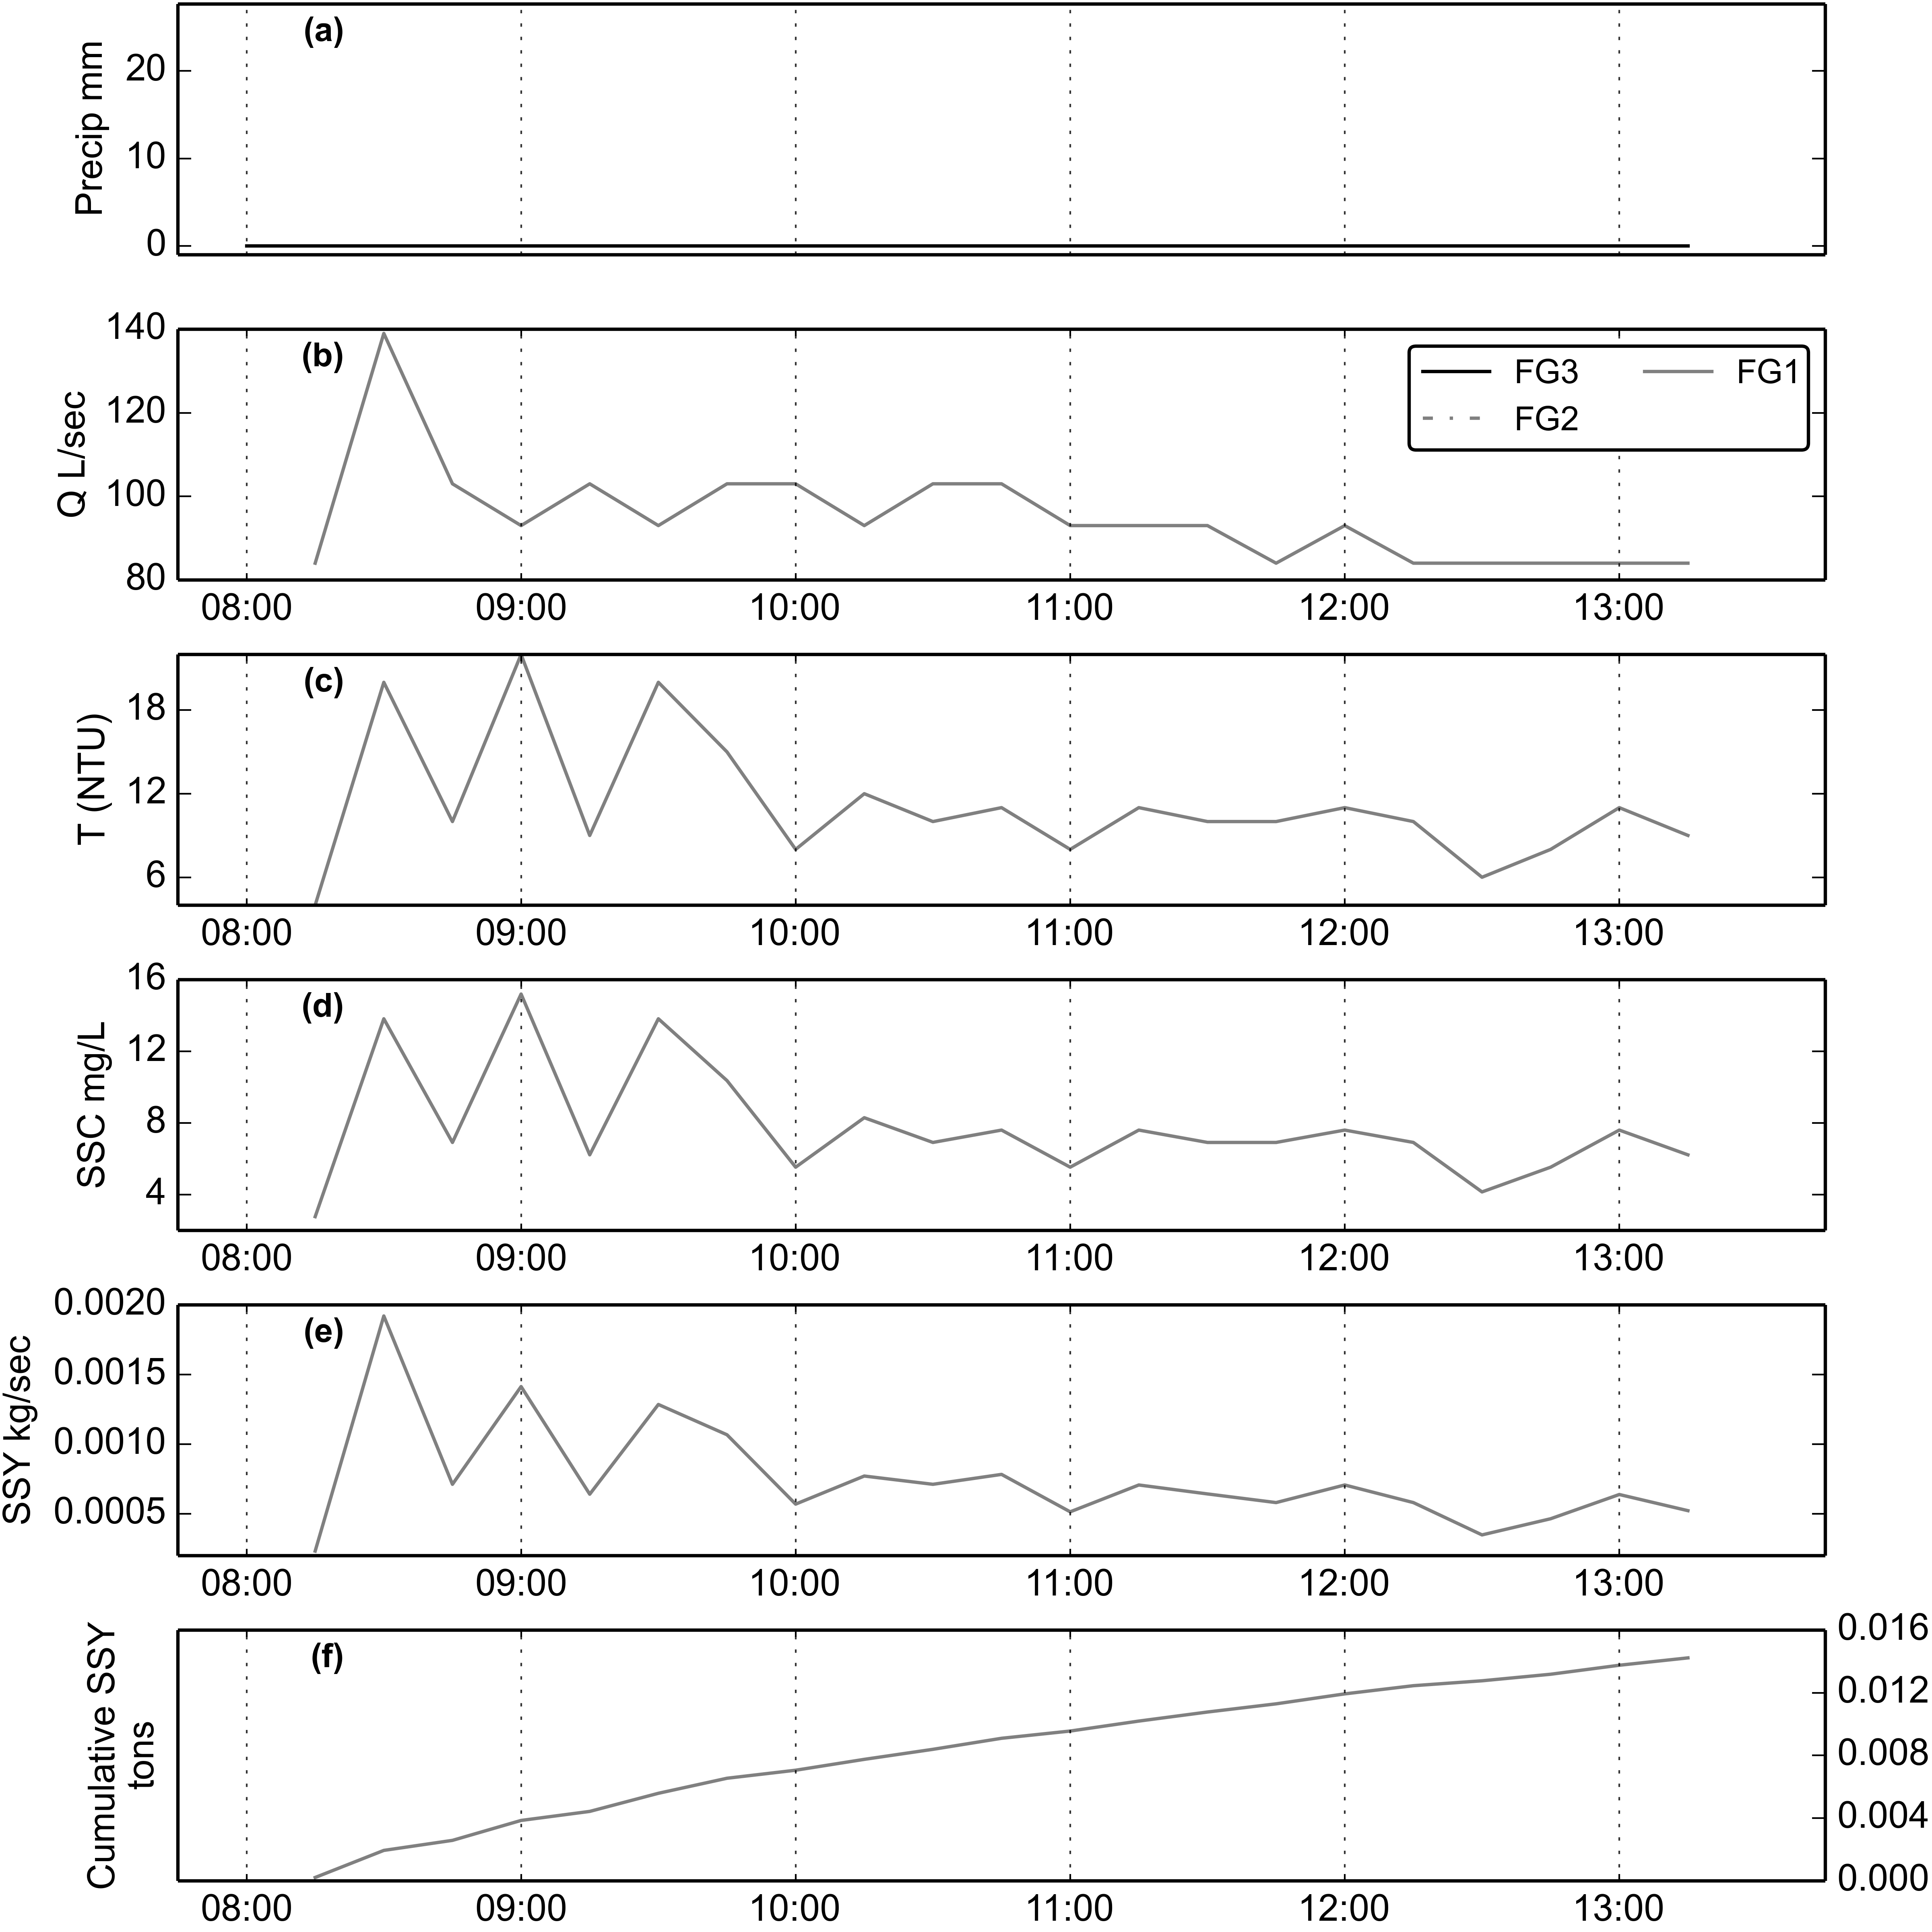 (a)
Precip mm
20
10
0
(b)
Q L/sec
140
120
100
80
FG3 FG1
FG2
08:00 09:00 10:00 11:00 12:00 13:00
(c)
T (NTU)
18
12
6
08:00 09:00 10:00 11:00 12:00 13:00
(d)
SSC mg/L
16
12
8
4
08:00 09:00 10:00 11:00 12:00 13:00
(e)
SSY kg/sec
0.0020
0.0015
0.0010
0.0005
08:00 09:00 10:00 11:00 12:00 13:00
(f)
Cumulative SSY
tons
0.016
0.012
0.008
0.004
0.000
08:00 09:00 10:00 11:00 12:00 13:00